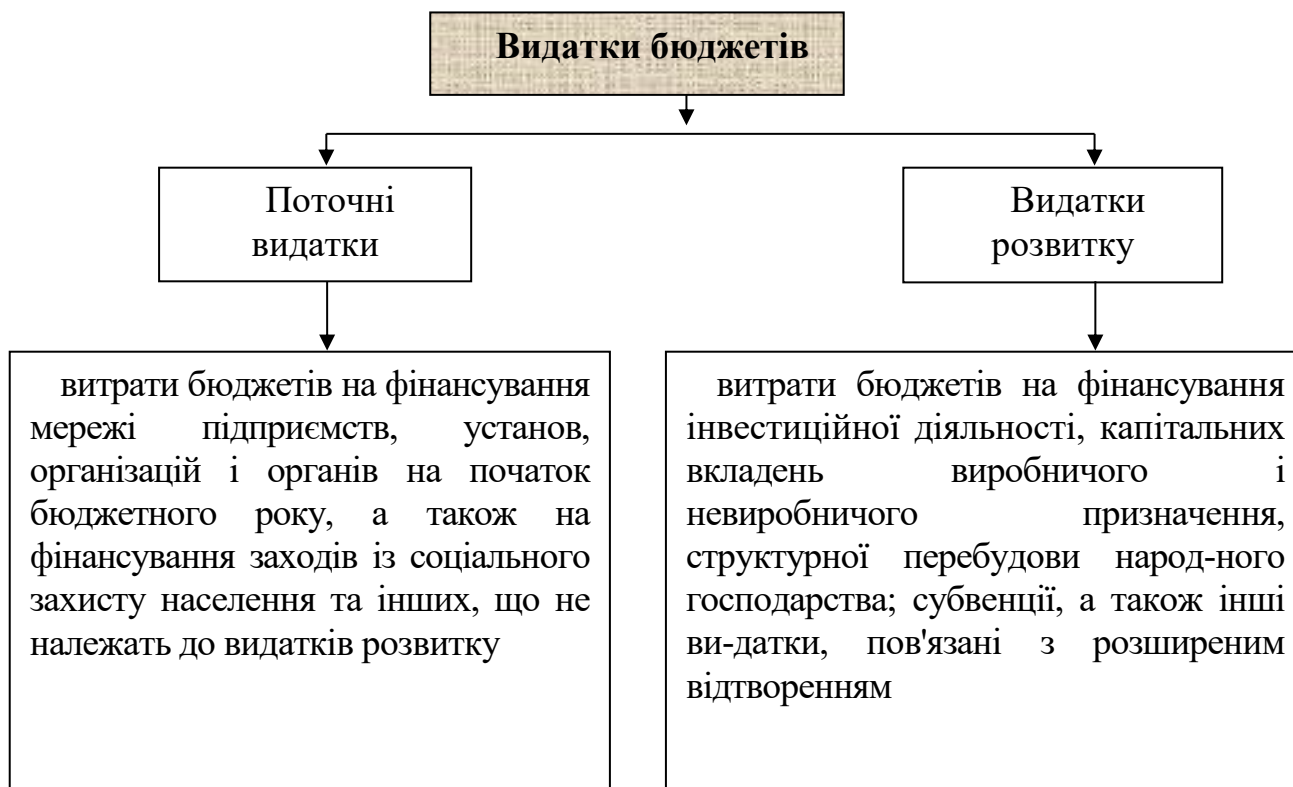 Видатки бюджетів
Поточні
видатки
Видатки
розвитку
витрати бюджетів на фінансування
мережі підприємств, установ,
організацій і органів на початок
бюджетного року, а також на
фінансування заходів із соціального
захисту населення та інших, що не
належать до видатків розвитку
витрати бюджетів на фінансування
інвестиційної діяльності, капітальних
вкладень виробничого і
невиробничого призначення,
структурної перебудови народ-ного
господарства; субвенції, а також інші
ви-датки, пов'язані з розширеним
відтворенням